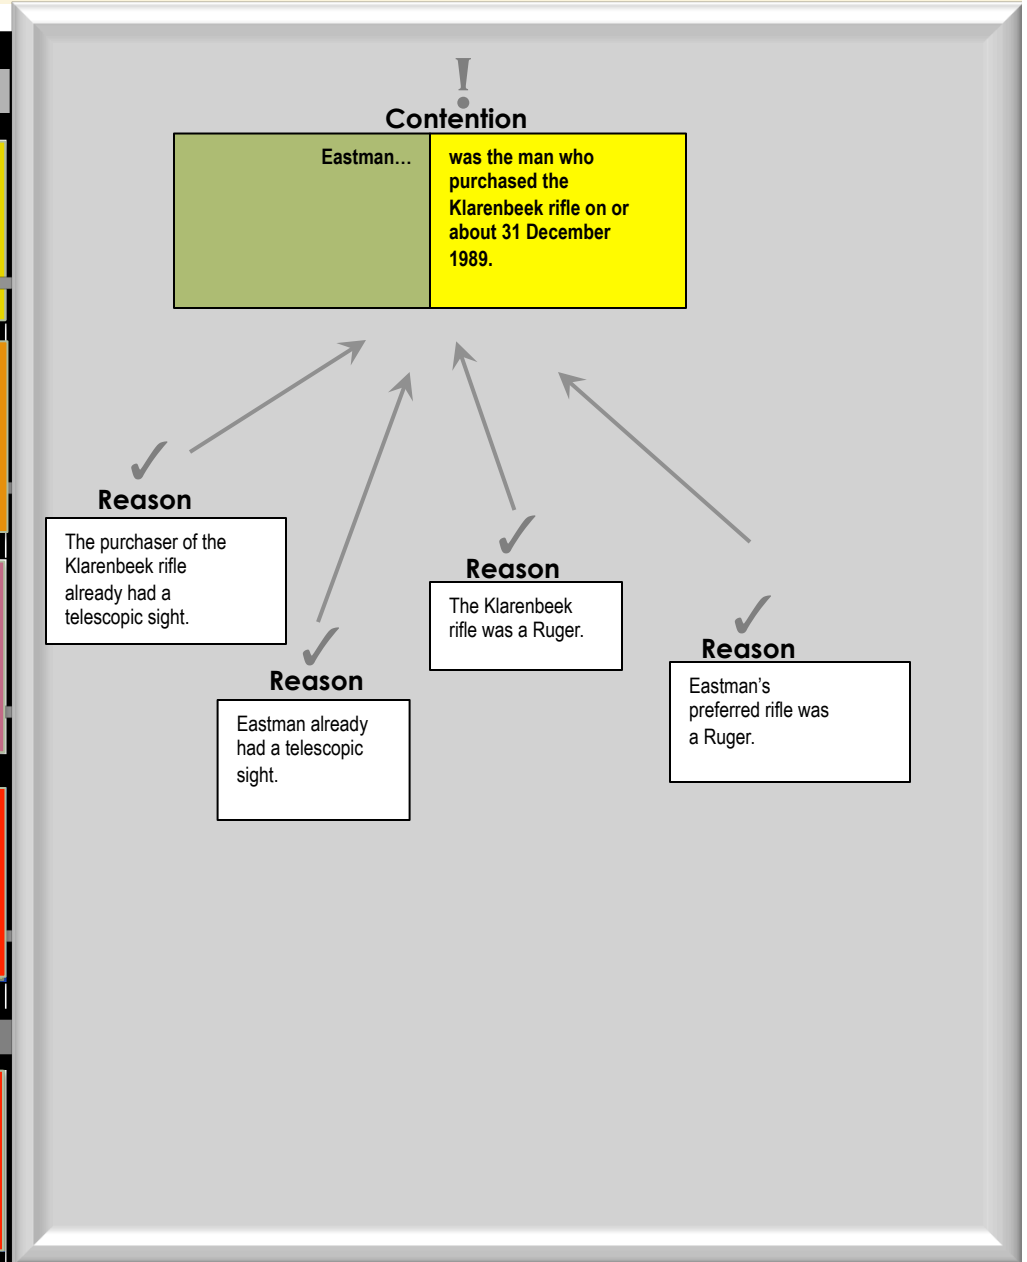 !
Contention
Eastman…
was the man who
purchased the
Klarenbeek rifle on or
about 31 December
1989.
Reason
The purchaser of the
Klarenbeek rifle
already had a
telescopic sight.
Reason
Eastman already
had a telescopic
sight.
Reason
The Klarenbeek
rifle was a Ruger.
Reason
Eastman’s
preferred rifle was
a Ruger.